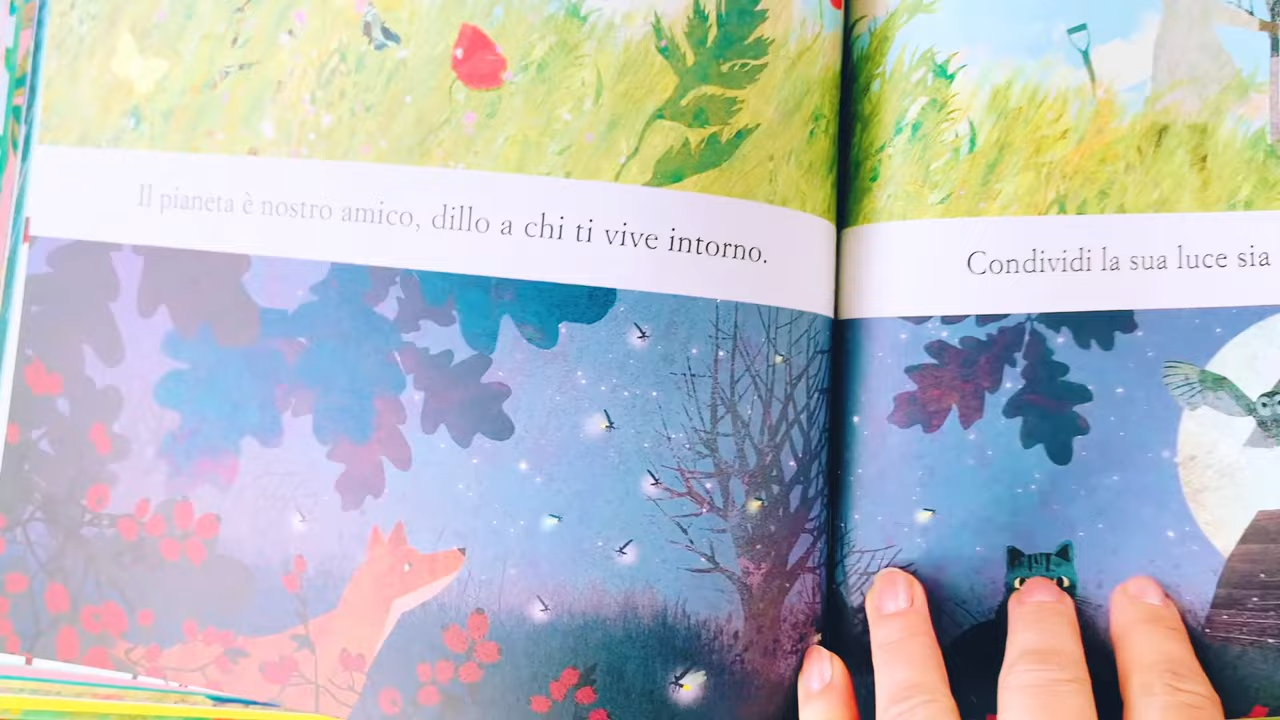 Il pianeta è nostro amico, dillo a chi ti vive intorno.
Condividi la sua luce sia